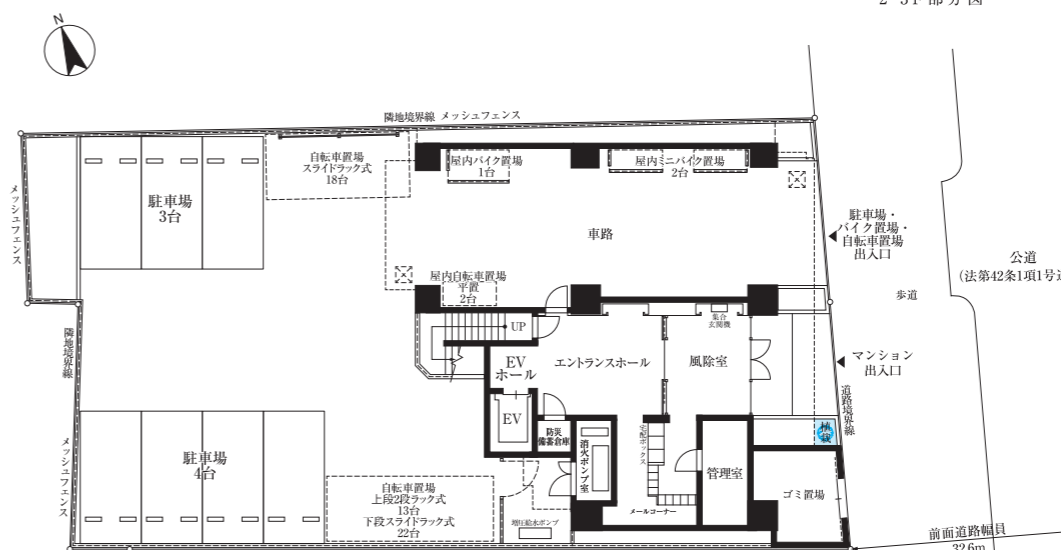 2-5F部分図
N
隣地境界線 メッシュフェンス
自転車置場
スライドラック式
18台
屋内バイク置場
1台
屋内ミニバイク置場
2台
メッシュフェンス
駐車場
3台
車路
駐車場・
バイク置場・
自転車置場
出入口
公道
(法第42条1項1号
歩道
屋内自転車置場
平置
2台
UP
集合
玄関機
隣地境界線
EV
ホール
エントランスホール
風除室
マンション
出入口
道路境界線
EV
防災
備蓄倉庫
消火ポンプ室
宅配ボックス
植栽
メッシュフェンス
駐車場
4台
管理室
ゴミ置場
自転車置場
上段2段ラック式
13台
下段スライドラック式
22台
増圧給水ポンプ
メールコーナー
前面道路幅員
32.6m